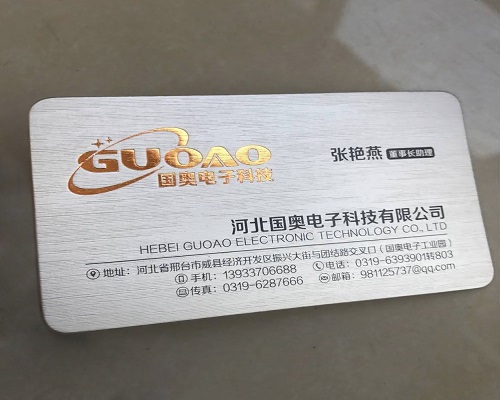 GUOAO
国奥电子科技
张艳燕 董事长助理
河北国奥电子科技有限公司
HEBEI GUOAO ELECTRONIC TECHNOLOGY CO., LTD
地址：河北省邢台市威县经济开发区振兴大街与团结路交叉口（国奥电子工业园）
手机：13933706688 电话：0319-6393901转803
传真：0319-6287666 邮箱：981125737@qq.com